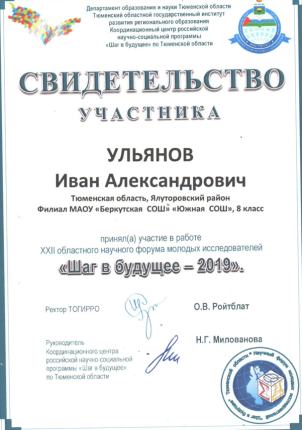 Департамент образования и науки Тюменской области
Тюменский областной государственный институт
развития регионального образования
Координационный центр российской
научно-социальной программы
«Шаг в будущее» по Тюменской области
СВИДЕТЕЛЬСТВО
УЧАСТНИКА
УЛЬЯНОВ
Иван Александрович
Тюменская область, Ялуторовский район
Филиал МАОУ «Беркутская СОШ» «Южная СОШ», 8 класс
принял(а) участие в работе
XXII областного научного форума молодых исследователей
«Шаг в будущее – 2019».
Ректор ТОГИРРО
О.В. Ройтблат
Руководитель
Координационного центра
российской научно социальной
программы «Шаг в будущее»
по Тюменской области
Н.Г. Милованова